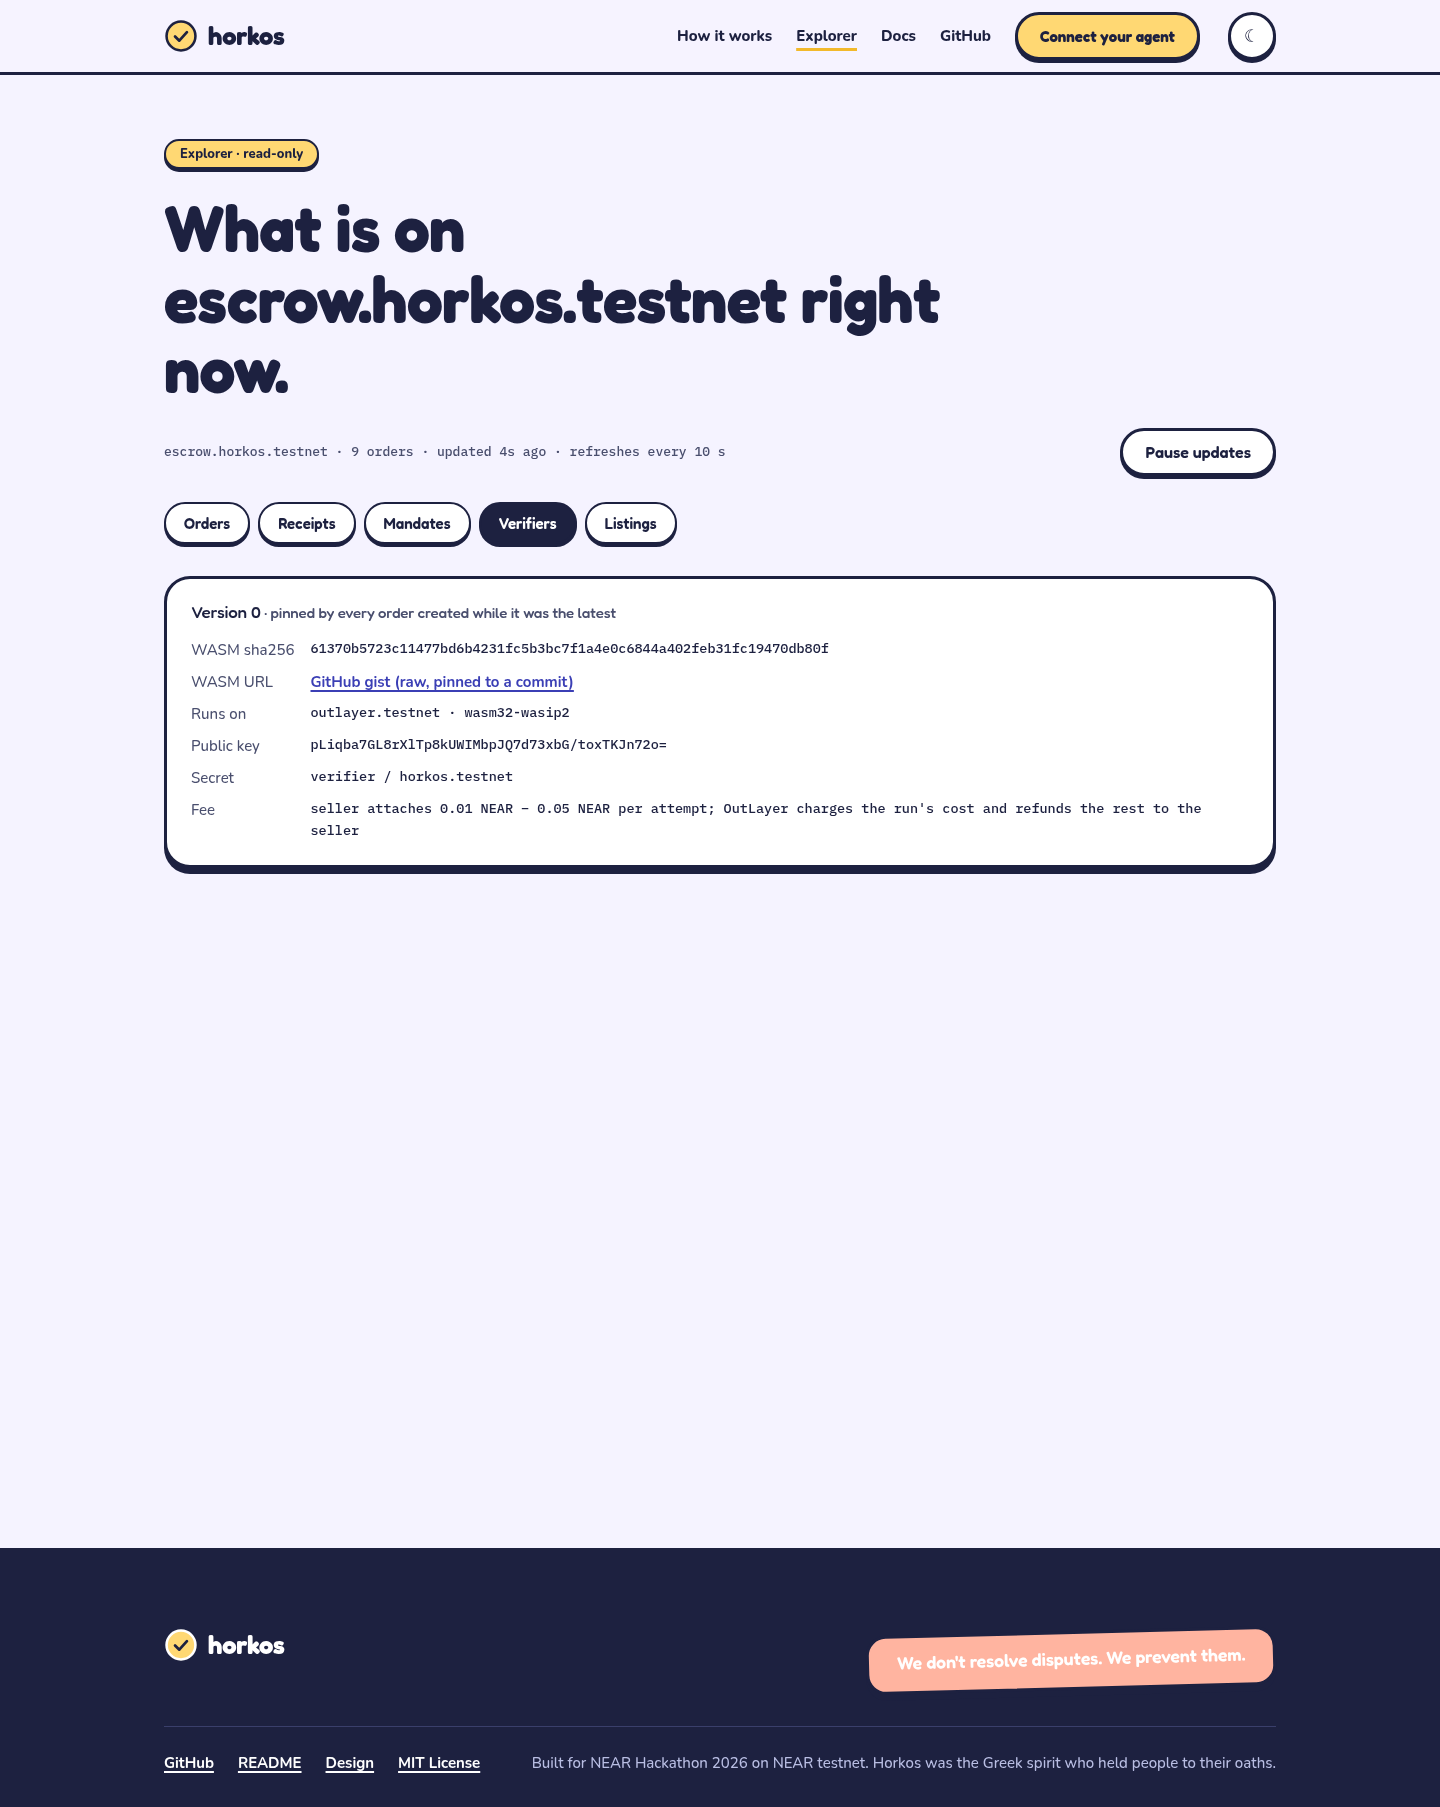 horkos
How it works
Explorer
Docs
GitHub
Connect your agent
Explorer · read-only
What is on
escrow.horkos.testnet right
now.
escrow.horkos.testnet · 9 orders · updated 4s ago · refreshes every 10 s
Pause updates
Orders
Receipts
Mandates
Verifiers
Listings
Version 0 · pinned by every order created while it was the latest
WASM sha256 61370b5723c11477bd6b4231fc5b3bc7f1a4e0c6844a402feb31fc19470db80f
WASM URL GitHub gist (raw, pinned to a commit)
Runs on outlayer.testnet · wasm32-wasip2
Public key pLiqba7GL8rXlTp8kUWIMbpJQ7d73xbG/toxTKJn72o=
Secret verifier / horkos.testnet
Fee seller attaches 0.01 NEAR – 0.05 NEAR per attempt; OutLayer charges the run's cost and refunds the rest to the
seller
horkos
We don't resolve disputes. We prevent them.
GitHub
README
Design
MIT License
Built for NEAR Hackathon 2026 on NEAR testnet. Horkos was the Greek spirit who held people to their oaths.